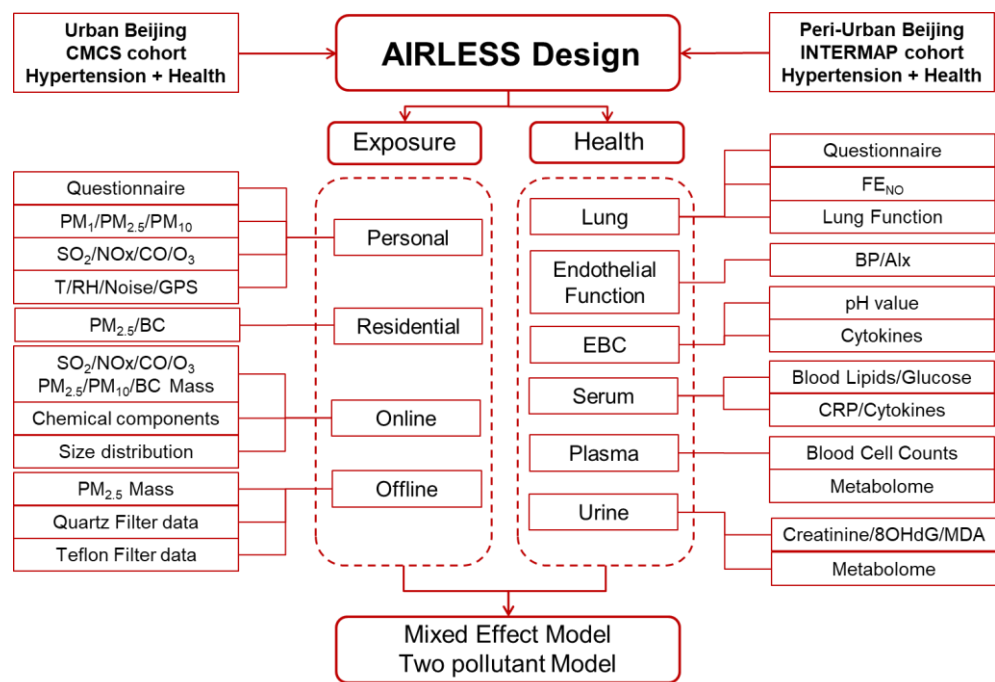 Urban Beijing
CMCS cohort
Hypertension + Health
AIRLESS Design
Peri-Urban Beijing
INTERMAP cohort
Hypertension + Health
Exposure
Health
Questionnaire
PM₁/PM₂.₅/PM₁₀
SO₂/NOx/CO/O₃
T/RH/Noise/GPS
PM₂.₅/BC
SO₂/NOx/CO/O₃
PM₂.₅/PM₁₀/BC Mass
Chemical components
Size distribution
PM₂.₅ Mass
Quartz Filter data
Teflon Filter data
Personal
Residential
Online
Offline
Lung
Endothelial
Function
EBC
Serum
Plasma
Urine
Questionnaire
FE_NO
Lung Function
BP/AIx
pH value
Cytokines
Blood Lipids/Glucose
CRP/Cytokines
Blood Cell Counts
Metabolome
Creatinine/8OHdG/MDA
Metabolome
Mixed Effect Model
Two pollutant Model